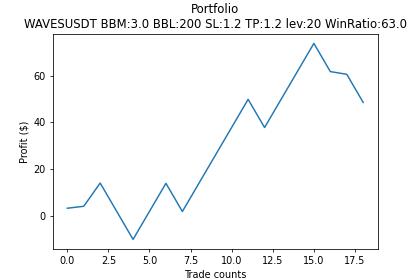 Portfolio
WAVESUSDT BBM:3.0 BBL:200 SL:1.2 TP:1.2 lev:20 WinRatio:63.0
60
40
20
0
Profit ($)
0.0 2.5 5.0 7.5 10.0 12.5 15.0 17.5
Trade counts